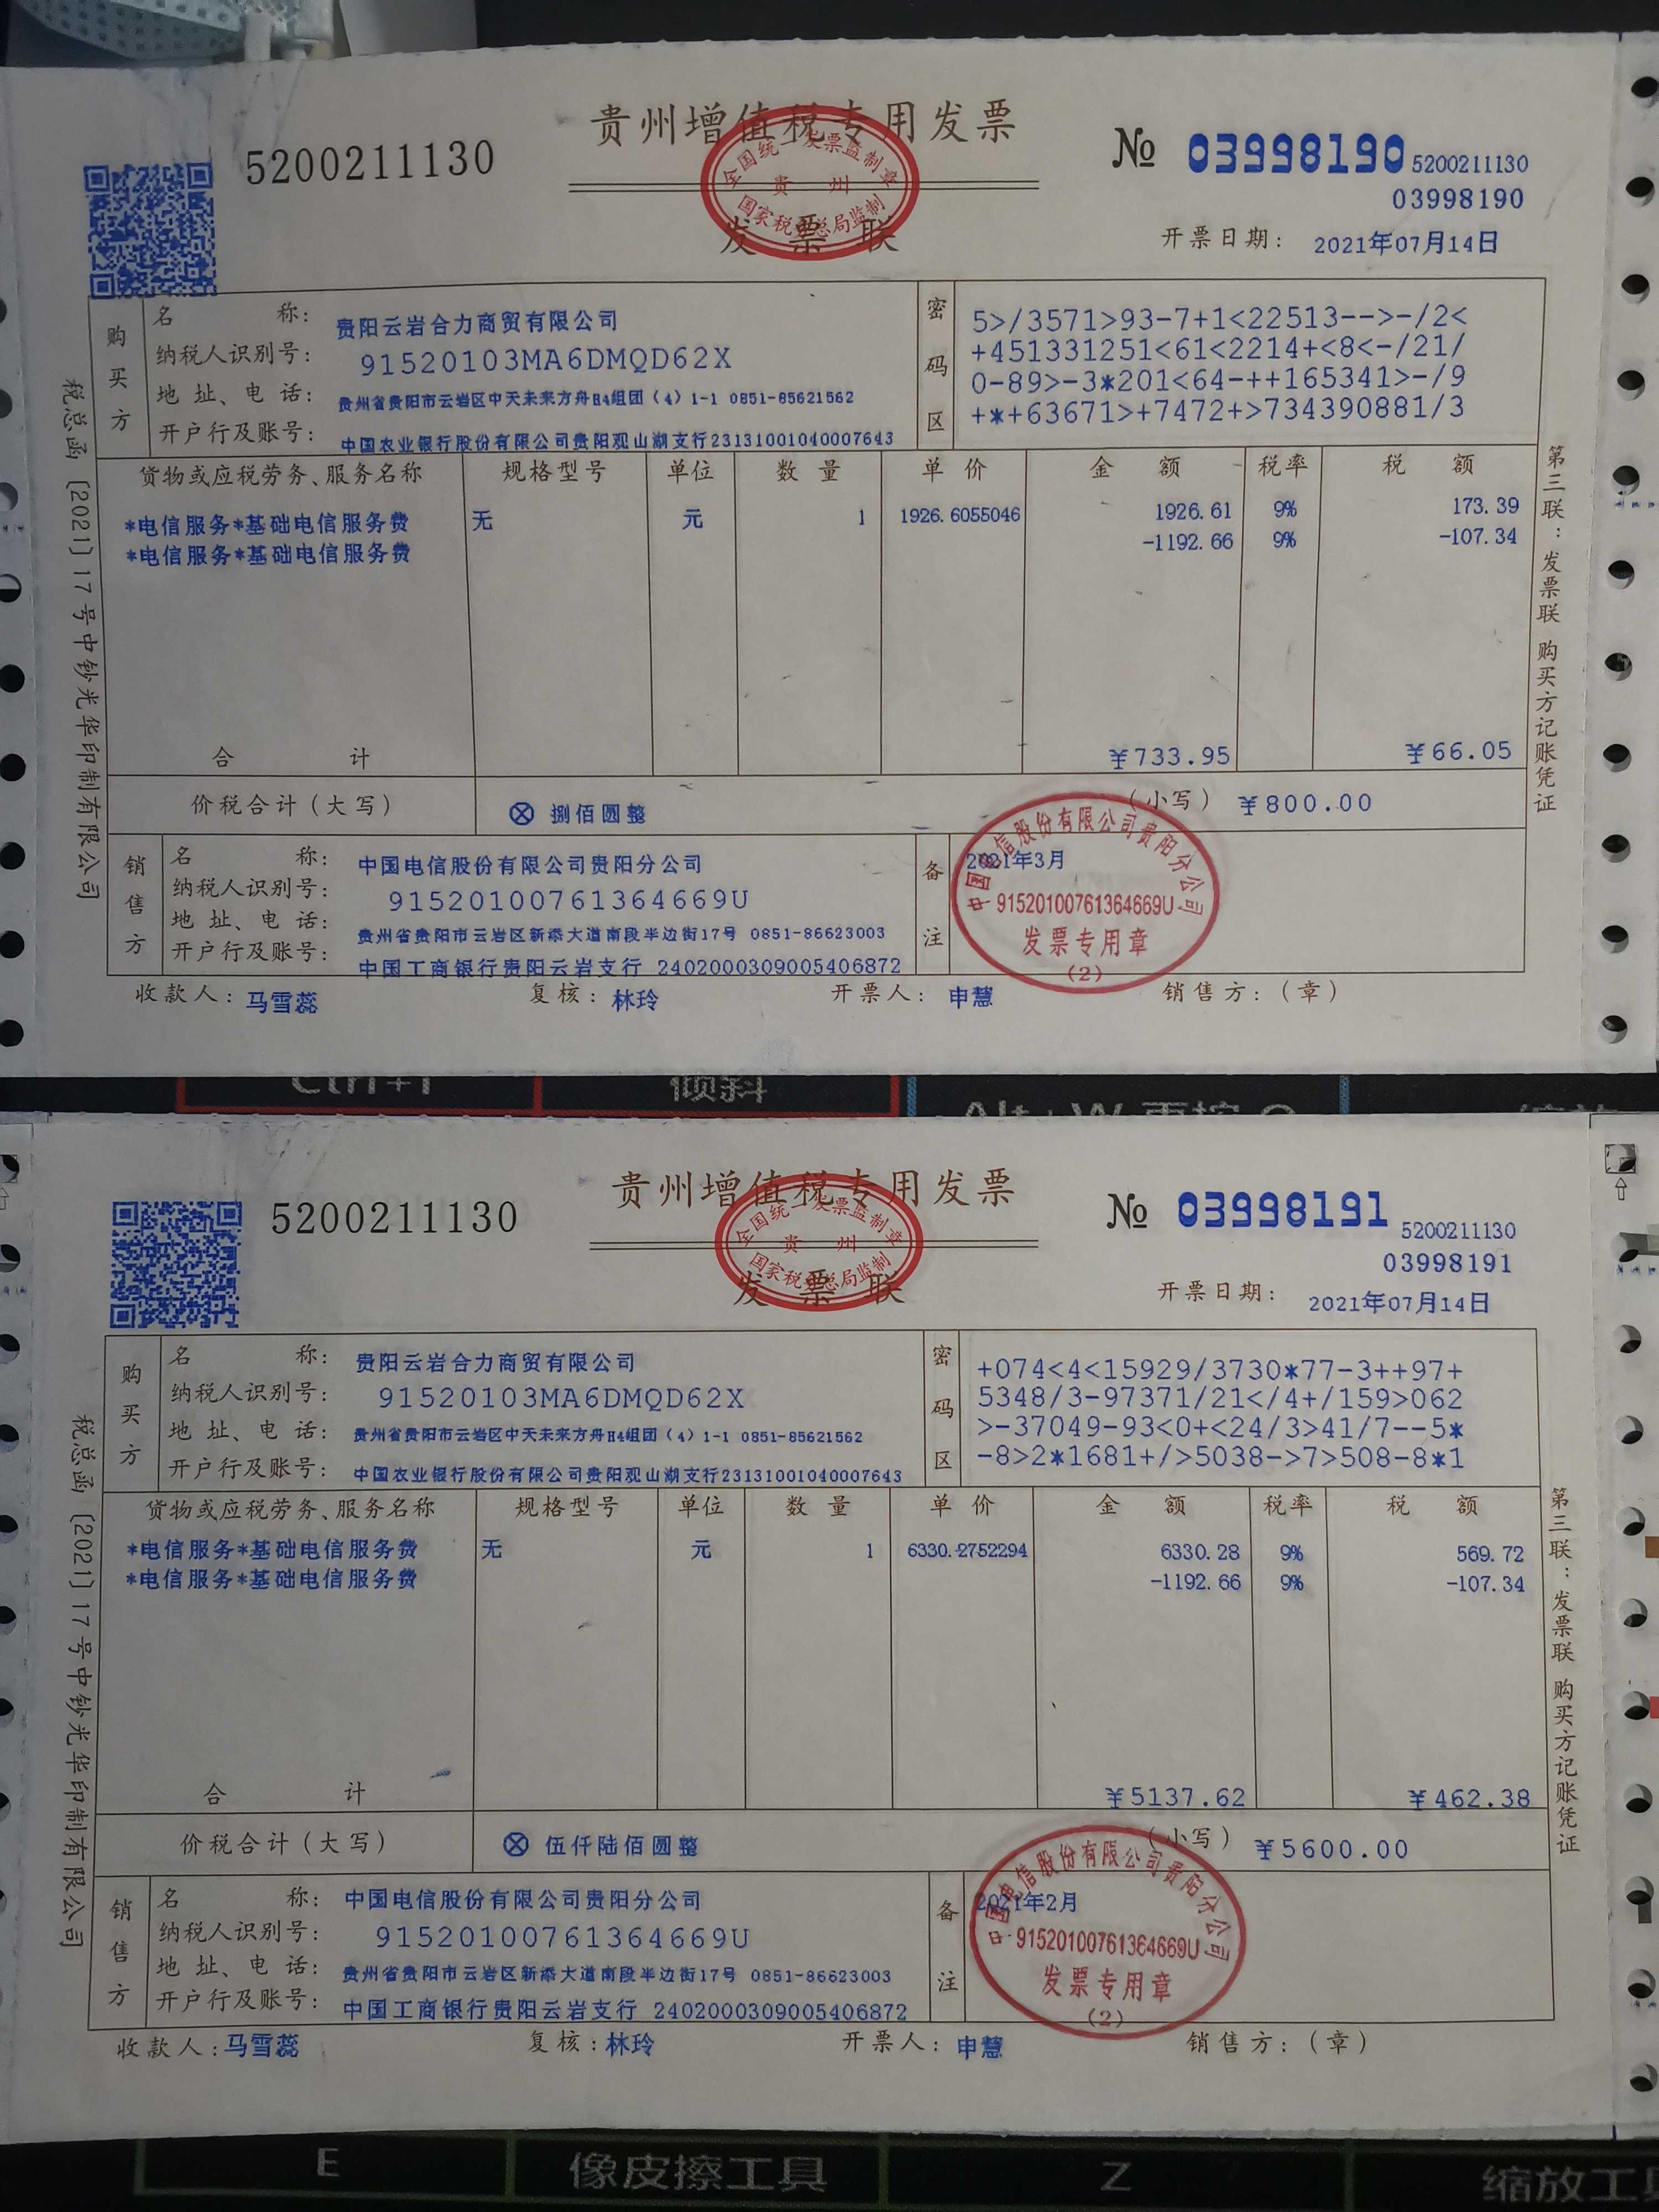 贵州增值税专用发票
5200211130
№ 03998190 5200211130
03998190
全国统一发票监制章
贵 州
国家税务总局监制
发 票 联
开票日期: 2021年07月14日
购买方
名 称: 贵阳云岩合力商贸有限公司
纳税人识别号: 91520103MA6DMQD62X
地 址、电 话: 贵州省贵阳市云岩区中天未来方舟H4组团（4）1-1 0851-85621562
开户行及账号: 中国农业银行股份有限公司贵阳观山湖支行23131001040007643
密码区
5>/3571>93-7+1<22513-->-/2<
+451331251<61<2214+<8<-/21/
0-89>-3*201<64-++165341>-/9
+*+63671>+7472+>734390881/3
货物或应税劳务、服务名称 规格型号 单位 数 量 单 价 金 额 税率 税 额
*电信服务*基础电信服务费 无 元 1 1926.6055046 1926.61 9% 173.39
*电信服务*基础电信服务费 -1192.66 9% -107.34
合 计 ¥733.95 ¥66.05
价税合计(大写) ⊗ 捌佰圆整 (小写) ¥800.00
销售方
名 称: 中国电信股份有限公司贵阳分公司
纳税人识别号: 91520100761364669U
地 址、电 话: 贵州省贵阳市云岩区新添大道南段半边街17号 0851-86623003
开户行及账号: 中国工商银行贵阳云岩支行 2402000309005406872
备注
2021年3月
中国电信股份有限公司贵阳分公司
91520100761364669U
发票专用章
(2)
收款人: 马雪蕊 复核: 林玲 开票人: 申慧 销售方:(章)
税总函〔2021〕17号中钞光华印制有限公司
第三联:发票联 购买方记账凭证
倾斜
贵州增值税专用发票
5200211130
№ 03998191 5200211130
03998191
全国统一发票监制章
贵 州
国家税务总局监制
发 票 联
开票日期: 2021年07月14日
购买方
名 称: 贵阳云岩合力商贸有限公司
纳税人识别号: 91520103MA6DMQD62X
地 址、电 话: 贵州省贵阳市云岩区中天未来方舟H4组团（4）1-1 0851-85621562
开户行及账号: 中国农业银行股份有限公司贵阳观山湖支行23131001040007643
密码区
+074<4<15929/3730*77-3++97+
5348/3-97371/21</4+/159>062
>-37049-93<0+<24/3>41/7--5*
-8>2*1681+/>5038->7>508-8*1
货物或应税劳务、服务名称 规格型号 单位 数 量 单 价 金 额 税率 税 额
*电信服务*基础电信服务费 无 元 1 6330.2752294 6330.28 9% 569.72
*电信服务*基础电信服务费 -1192.66 9% -107.34
合 计 ¥5137.62 ¥462.38
价税合计(大写) ⊗ 伍仟陆佰圆整 (小写) ¥5600.00
销售方
名 称: 中国电信股份有限公司贵阳分公司
纳税人识别号: 91520100761364669U
地 址、电 话: 贵州省贵阳市云岩区新添大道南段半边街17号 0851-86623003
开户行及账号: 中国工商银行贵阳云岩支行 2402000309005406872
备注
2021年2月
中国电信股份有限公司贵阳分公司
91520100761364669U
发票专用章
(2)
收款人: 马雪蕊 复核: 林玲 开票人: 申慧 销售方:(章)
税总函〔2021〕17号中钞光华印制有限公司
第三联:发票联 购买方记账凭证
E 像皮擦工具 Z 缩放工具